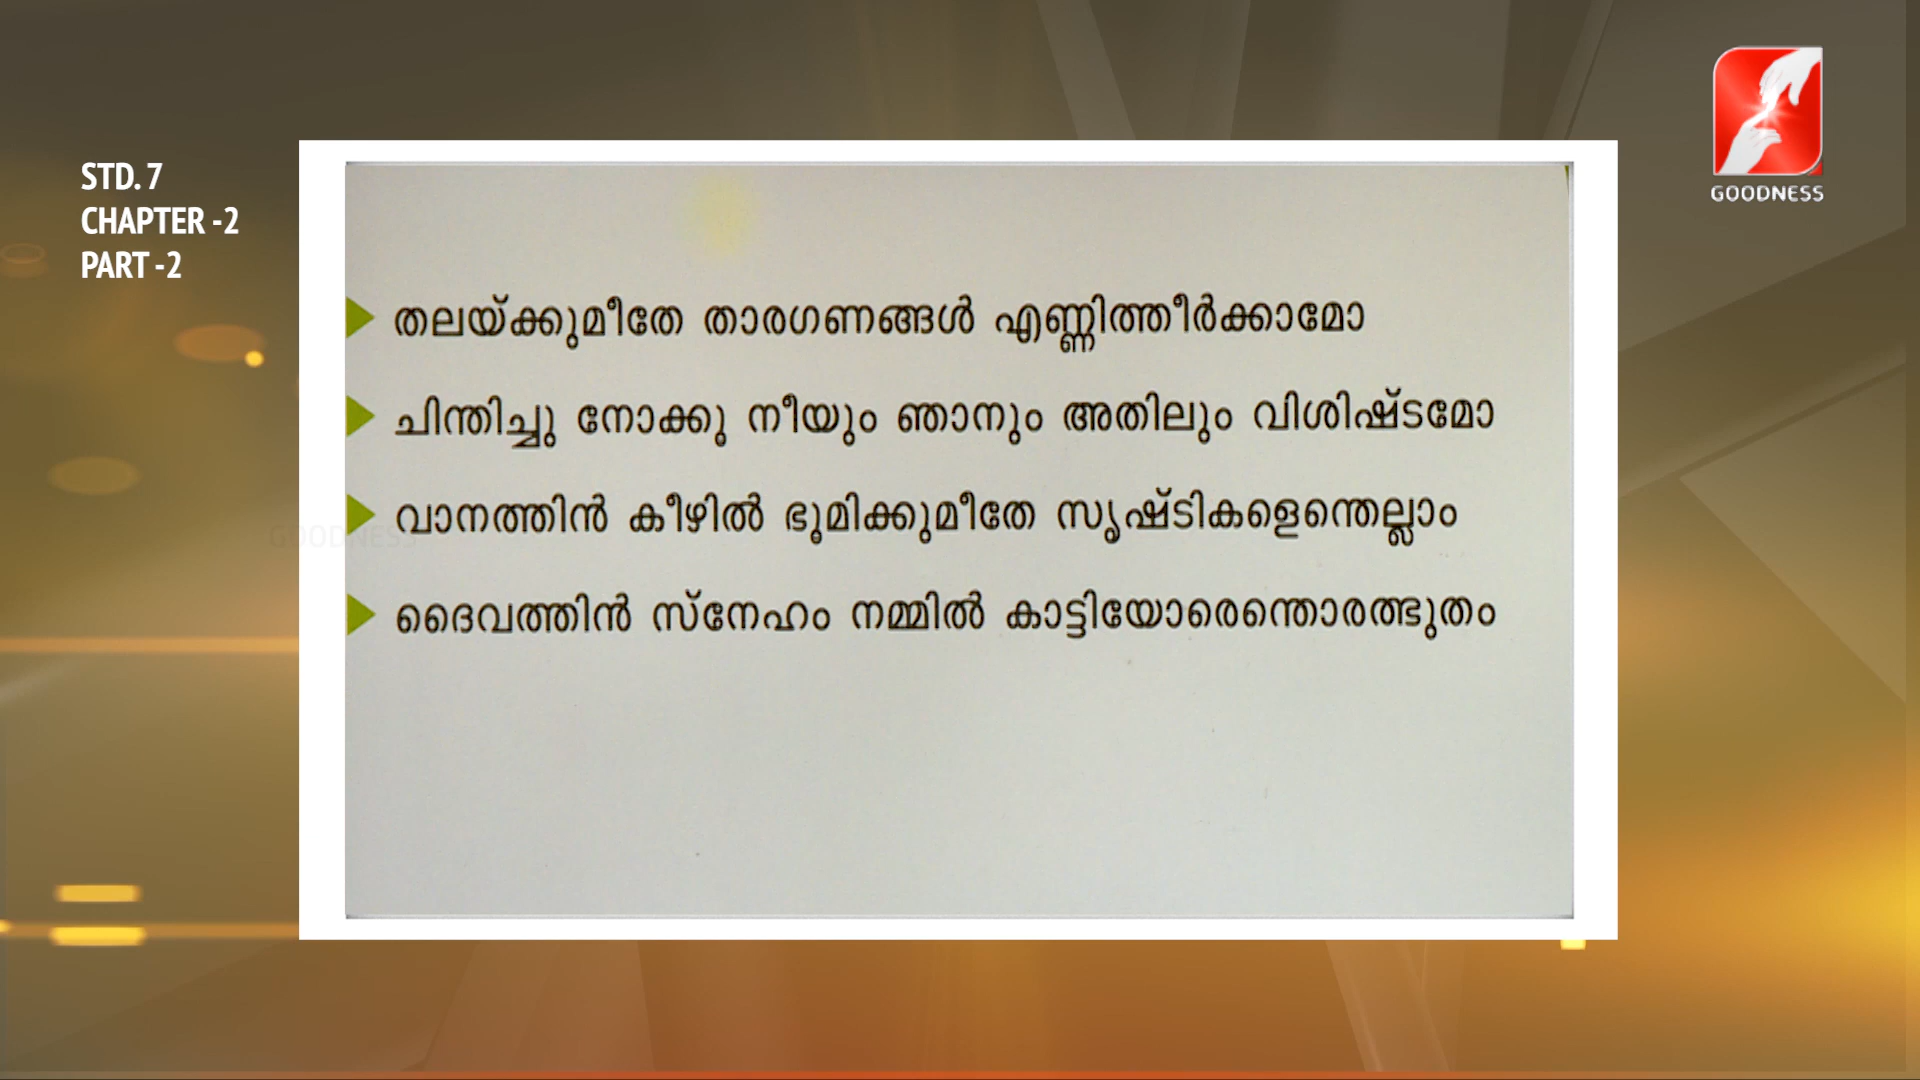 STD. 7
CHAPTER -2
PART -2
GOODNESS
തലയ്ക്കുമീതേ താരഗണങ്ങൾ എണ്ണിത്തീർക്കാമോ
ചിന്തിച്ചു നോക്കൂ നീയും ഞാനും അതിലും വിശിഷ്ടമോ
വാനത്തിൻ കീഴിൽ ഭൂമിക്കുമീതേ സൃഷ്ടികളെന്തെല്ലാം
ദൈവത്തിൻ സ്നേഹം നമ്മിൽ കാട്ടിയോരെന്തൊരത്ഭുതം
GOODNESS